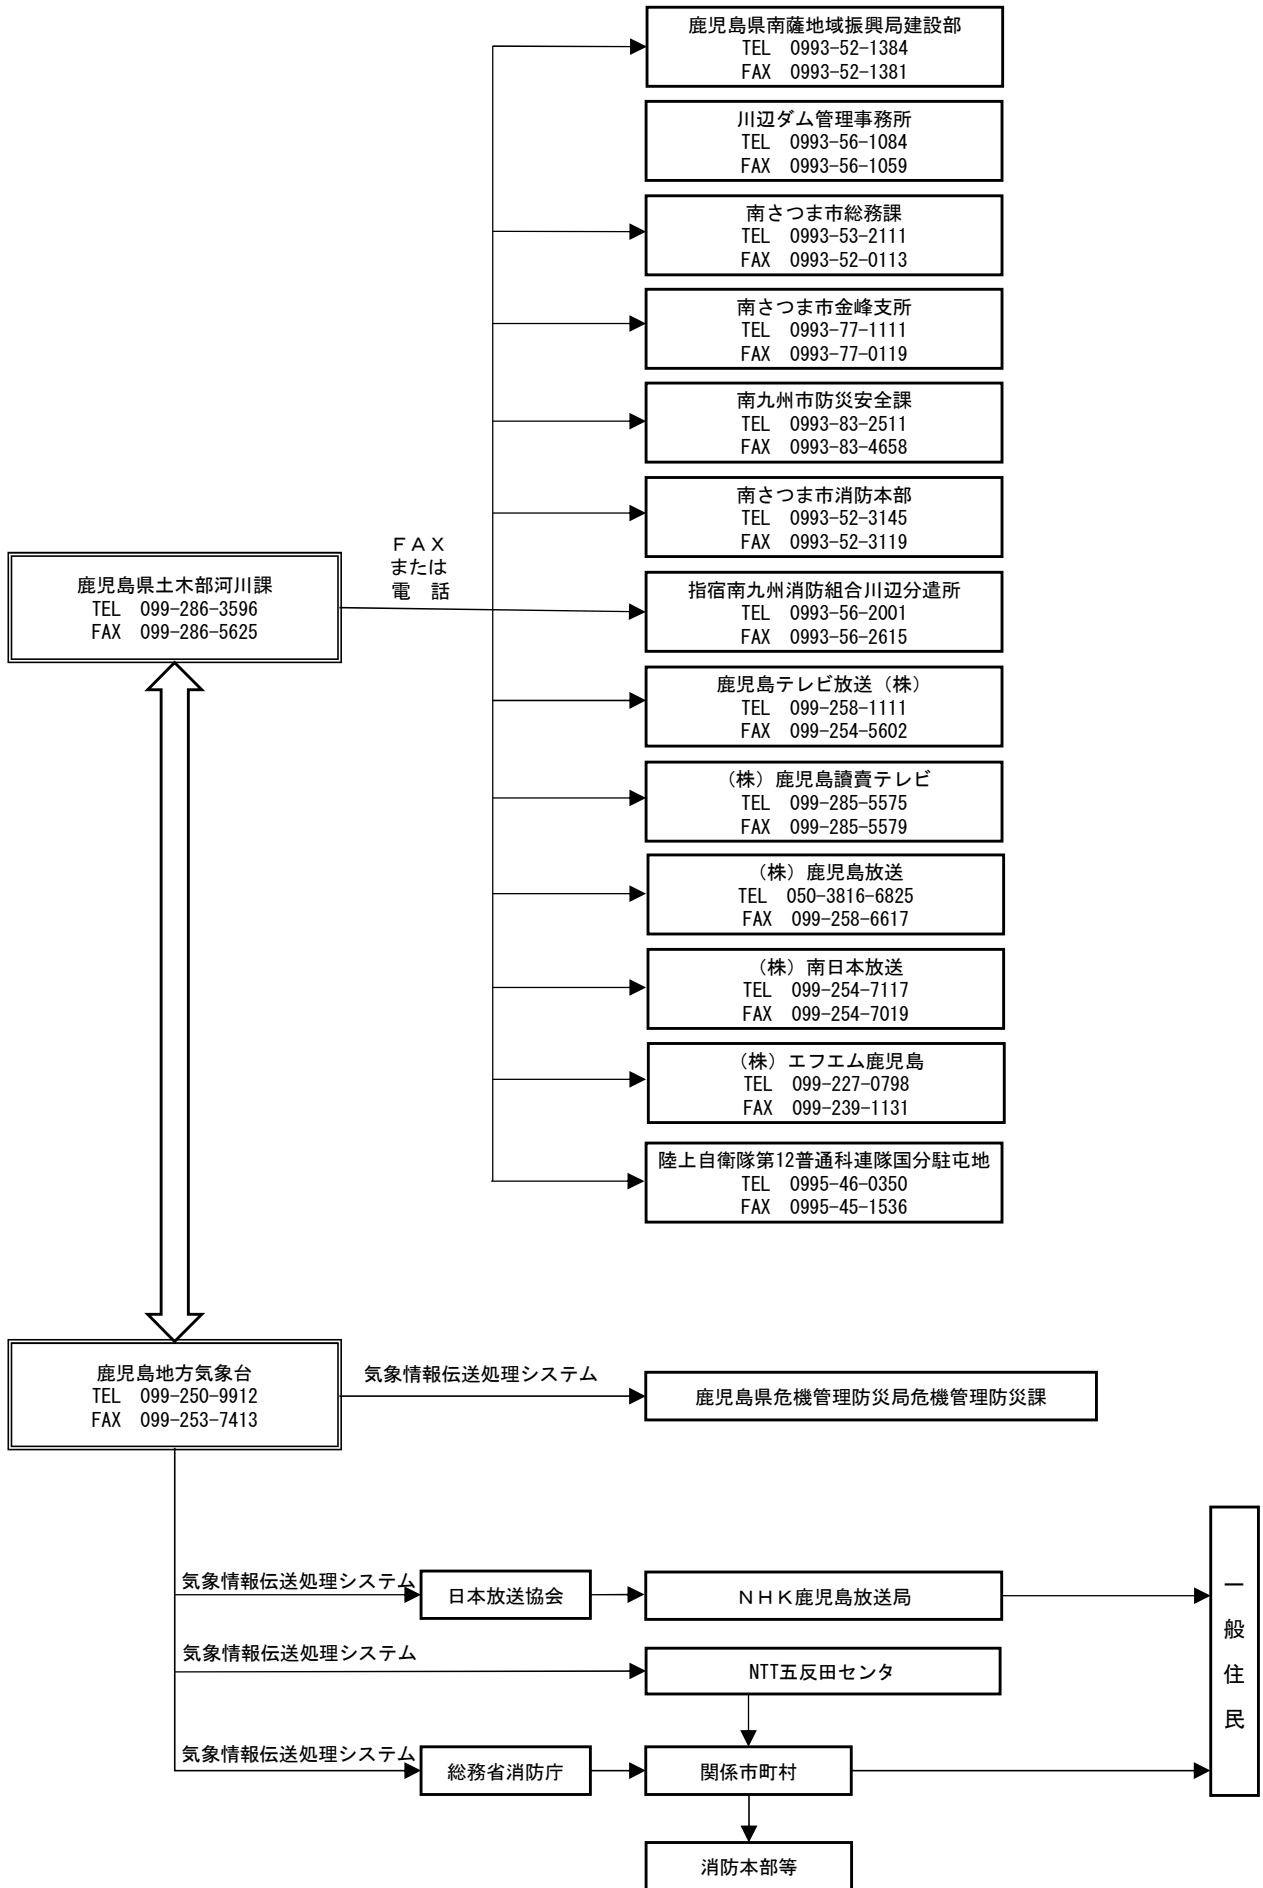 鹿児島県南薩地域振興局建設部
TEL 0993-52-1384
FAX 0993-52-1381
川辺ダム管理事務所
TEL 0993-56-1084
FAX 0993-56-1059
南さつま市総務課
TEL 0993-53-2111
FAX 0993-52-0113
南さつま市金峰支所
TEL 0993-77-1111
FAX 0993-77-0119
南九州市防災安全課
TEL 0993-83-2511
FAX 0993-83-4658
南さつま市消防本部
TEL 0993-52-3145
FAX 0993-52-3119
ＦＡＸ
または
電　話
鹿児島県土木部河川課
TEL 099-286-3596
FAX 099-286-5625
指宿南九州消防組合川辺分遣所
TEL 0993-56-2001
FAX 0993-56-2615
鹿児島テレビ放送（株）
TEL 099-258-1111
FAX 099-254-5602
（株）鹿児島讀賣テレビ
TEL 099-285-5575
FAX 099-285-5579
（株）鹿児島放送
TEL 050-3816-6825
FAX 099-258-6617
（株）南日本放送
TEL 099-254-7117
FAX 099-254-7019
（株）エフエム鹿児島
TEL 099-227-0798
FAX 099-239-1131
陸上自衛隊第12普通科連隊国分駐屯地
TEL 0995-46-0350
FAX 0995-45-1536
鹿児島地方気象台
TEL 099-250-9912
FAX 099-253-7413
気象情報伝送処理システム
鹿児島県危機管理防災局危機管理防災課
気象情報伝送処理システム
日本放送協会
ＮＨＫ鹿児島放送局
一般住民
気象情報伝送処理システム
NTT五反田センタ
気象情報伝送処理システム
総務省消防庁
関係市町村
消防本部等